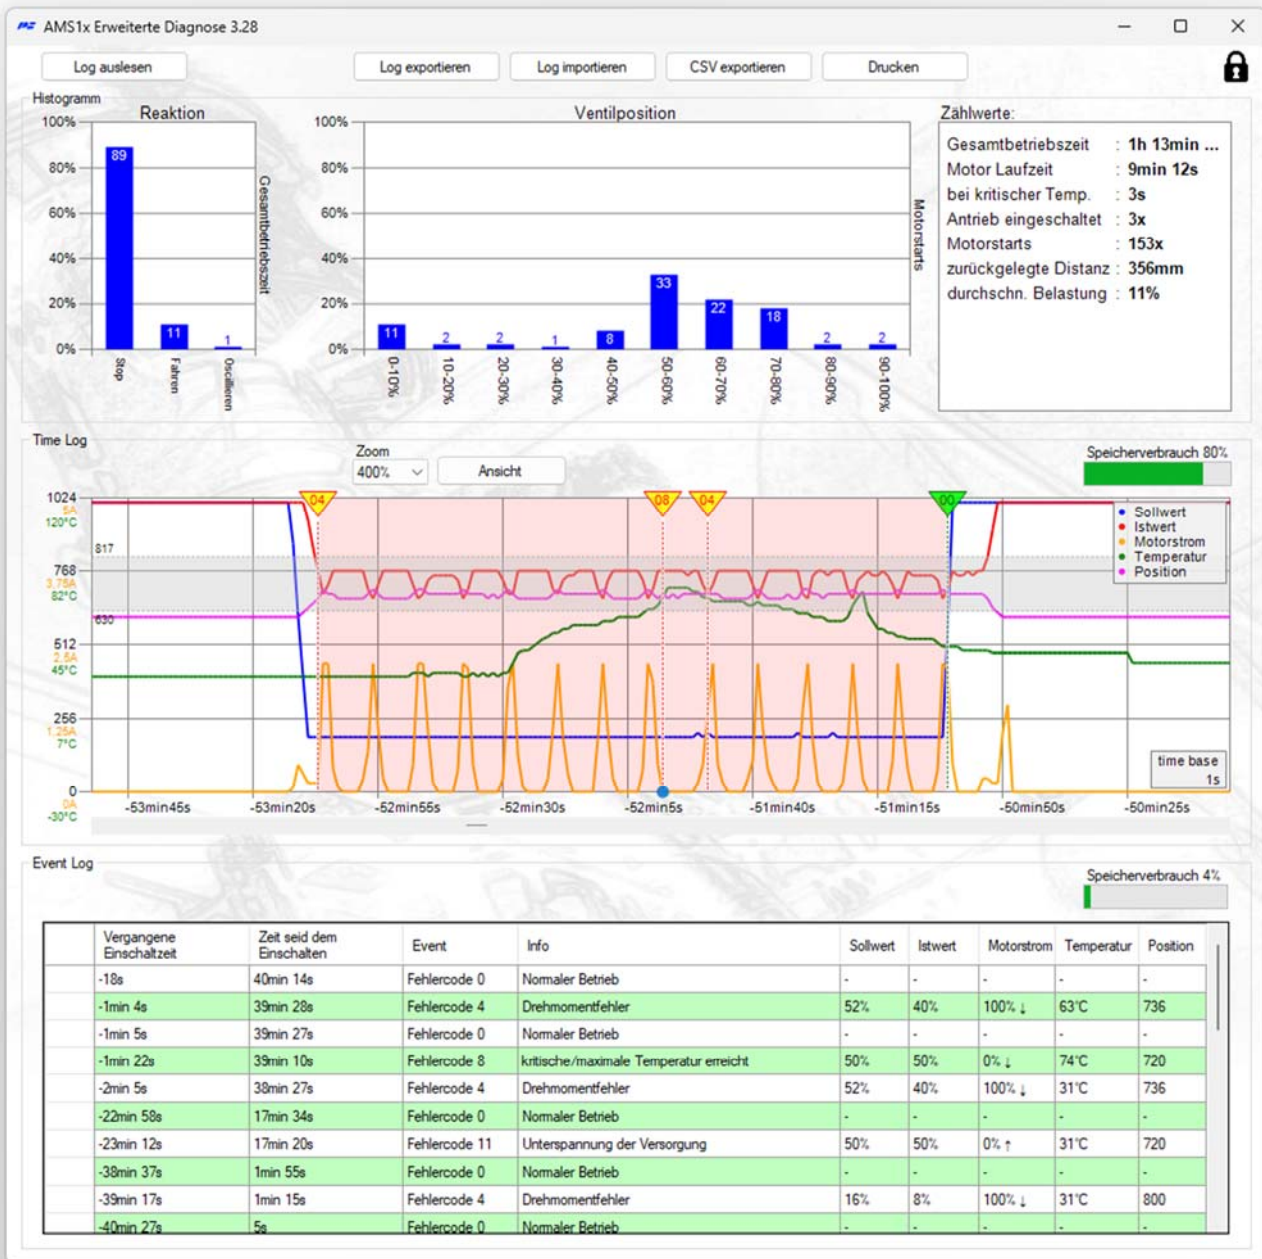 AMS1x Erweiterte Diagnose 3.28
Log auslesen Log exportieren Log importieren CSV exportieren Drucken
Histogramm
Reaktion
100%
80%
60%
40%
20%
0%
89
11
1
Stop
Fahren
Oscillieren
Gesamtbetriebszeit
Ventilposition
100%
80%
60%
40%
20%
0%
11
2
2
1
8
33
22
18
2
2
0-10%
10-20%
20-30%
30-40%
40-50%
50-60%
60-70%
70-80%
80-90%
90-100%
Motorstarts
Zählwerte:
Gesamtbetriebszeit : 1h 13min ...
Motor Laufzeit : 9min 12s
bei kritischer Temp. : 3s
Antrieb eingeschaltet : 3x
Motorstarts : 153x
zurückgelegte Distanz : 356mm
durchschn. Belastung : 11%
Time Log
Zoom
400% Ansicht
Speicherverbrauch 80%
1024
5A
120°C
817
768
3,75A
82°C
630
512
2,5A
45°C
256
1,25A
7°C
0
0A
-30°C
04 08 04 00
Sollwert
Istwert
Motorstrom
Temperatur
Position
time base
1s
-53min45s -53min20s -52min55s -52min30s -52min5s -51min40s -51min15s -50min50s -50min25s
Event Log
Speicherverbrauch 4%
Vergangene Einschaltzeit Zeit seid dem Einschalten Event Info Sollwert Istwert Motorstrom Temperatur Position
-18s 40min 14s Fehlercode 0 Normaler Betrieb - - - - -
-1min 4s 39min 28s Fehlercode 4 Drehmomentfehler 52% 40% 100% ↓ 63°C 736
-1min 5s 39min 27s Fehlercode 0 Normaler Betrieb - - - - -
-1min 22s 39min 10s Fehlercode 8 kritische/maximale Temperatur erreicht 50% 50% 0% ↓ 74°C 720
-2min 5s 38min 27s Fehlercode 4 Drehmomentfehler 52% 40% 100% ↓ 31°C 736
-22min 58s 17min 34s Fehlercode 0 Normaler Betrieb - - - - -
-23min 12s 17min 20s Fehlercode 11 Unterspannung der Versorgung 50% 50% 0% ↑ 31°C 720
-38min 37s 1min 55s Fehlercode 0 Normaler Betrieb - - - - -
-39min 17s 1min 15s Fehlercode 4 Drehmomentfehler 16% 8% 100% ↓ 31°C 800
-40min 27s 5s Fehlercode 0 Normaler Betrieb - - - - -